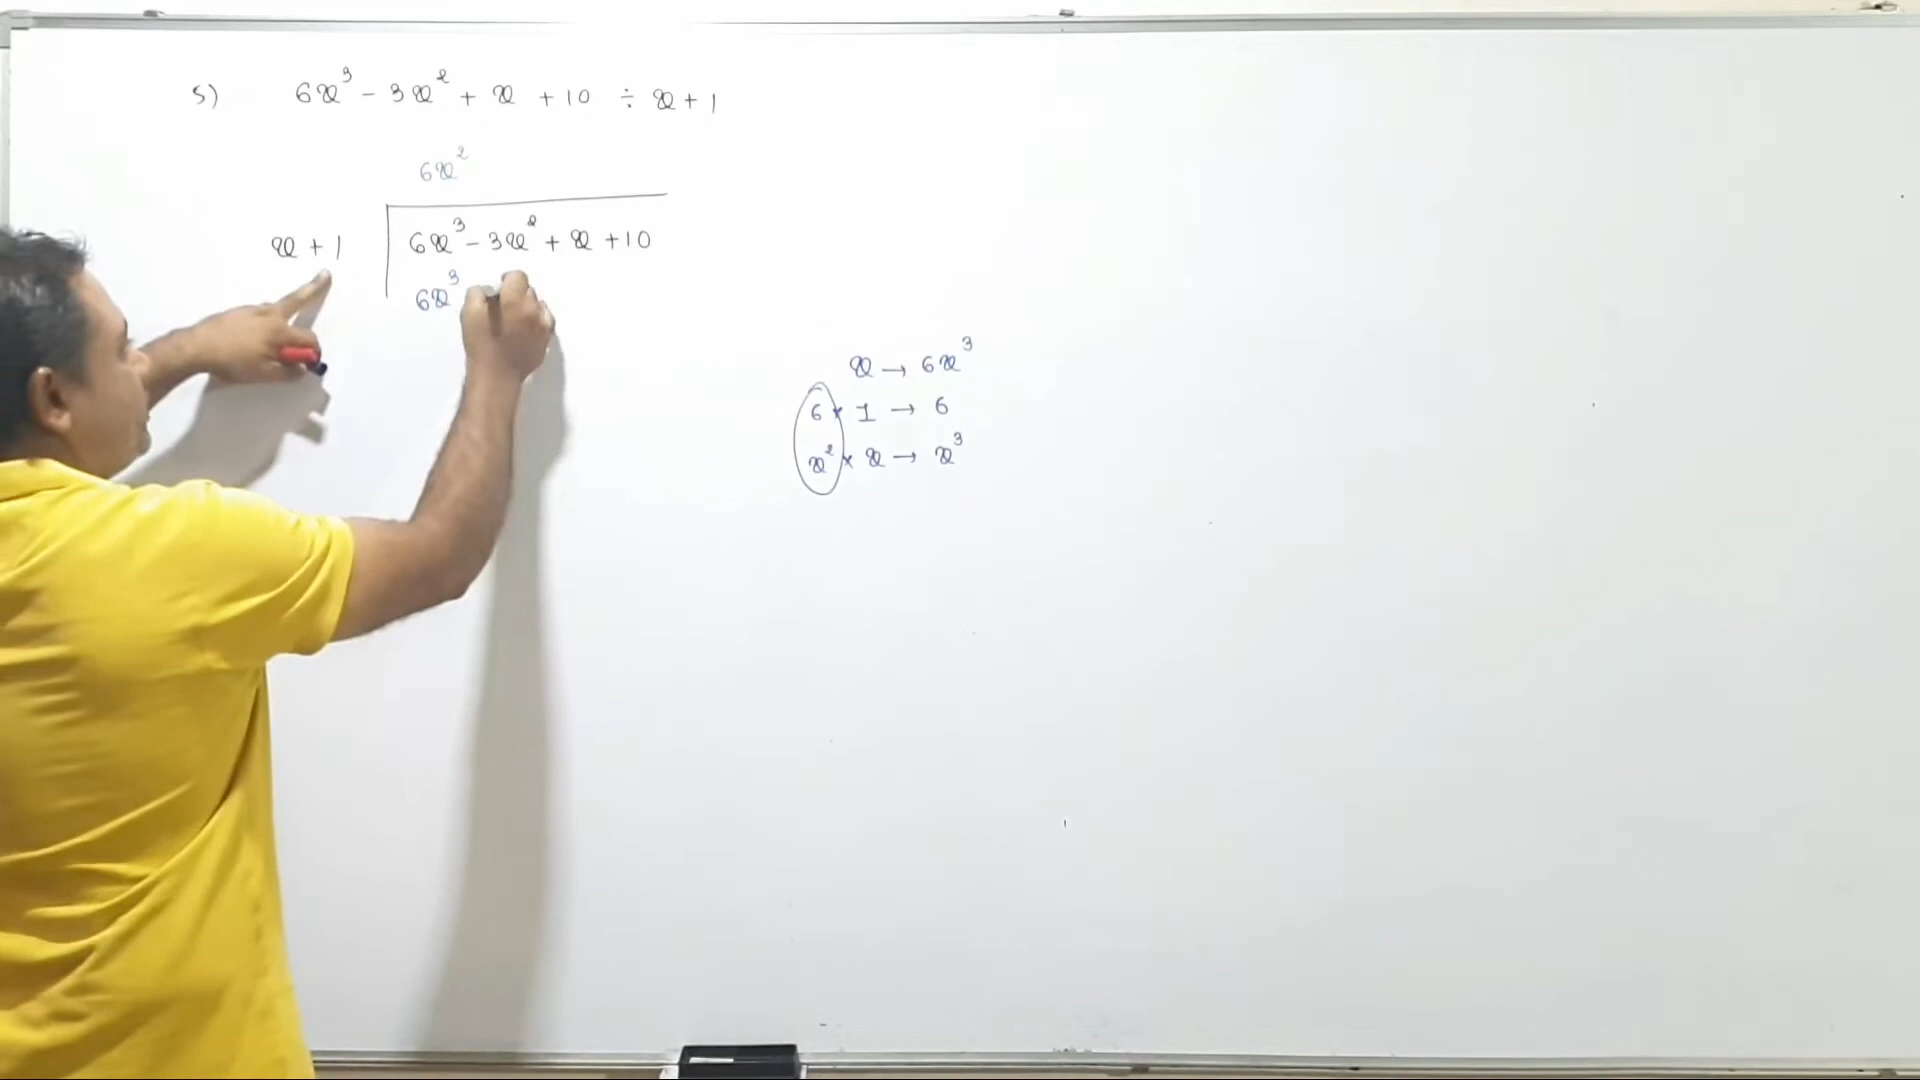 5) 6x³ - 3x² + x + 10 ÷ x + 1
6x²
x + 1 6x³ - 3x² + x + 10
6x³
x → 6x³
6 × 1 → 6
x² × x → x³